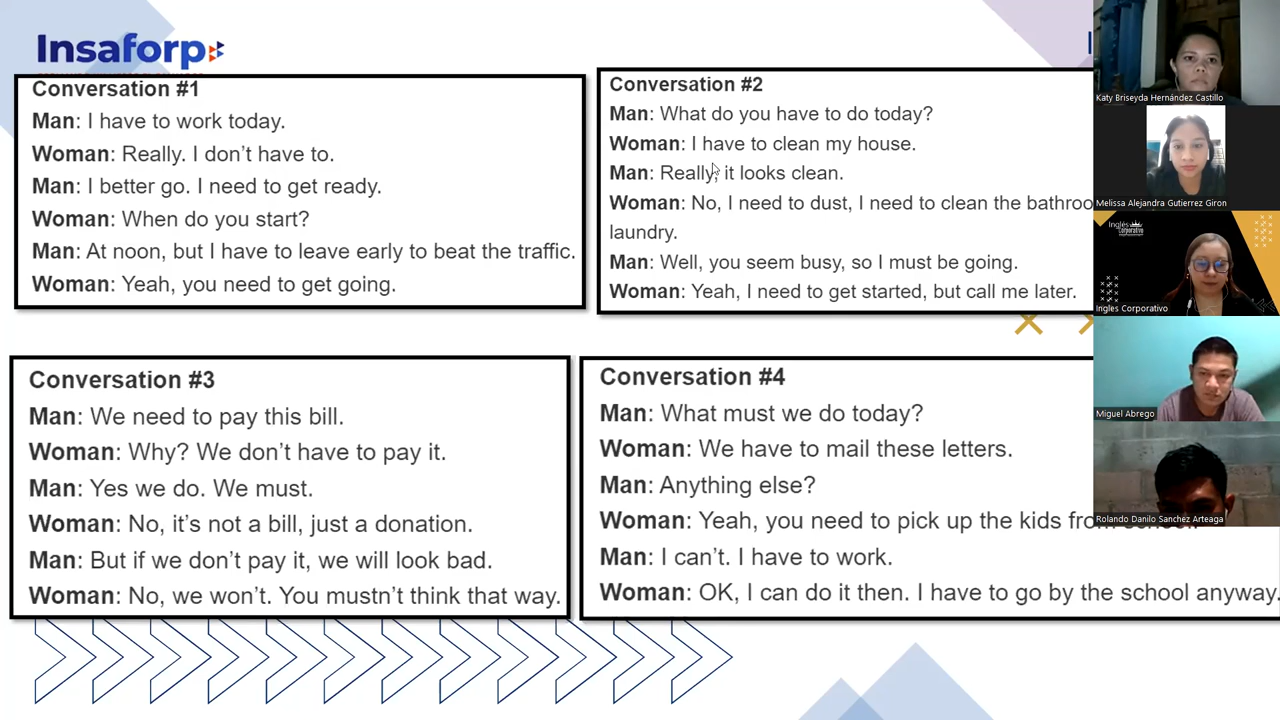 Insaforp
Conversation #1
Man: I have to work today.
Woman: Really. I don't have to.
Man: I better go. I need to get ready.
Woman: When do you start?
Man: At noon, but I have to leave early to beat the traffic.
Woman: Yeah, you need to get going.
Conversation #2
Man: What do you have to do today?
Woman: I have to clean my house.
Man: Really, it looks clean.
Woman: No, I need to dust, I need to clean the bathroo
laundry.
Man: Well, you seem busy, so I must be going.
Woman: Yeah, I need to get started, but call me later.
Conversation #3
Man: We need to pay this bill.
Woman: Why? We don't have to pay it.
Man: Yes we do. We must.
Woman: No, it's not a bill, just a donation.
Man: But if we don't pay it, we will look bad.
Woman: No, we won't. You mustn't think that way.
Conversation #4
Man: What must we do today?
Woman: We have to mail these letters.
Man: Anything else?
Woman: Yeah, you need to pick up the kids from school.
Man: I can't. I have to work.
Woman: OK, I can do it then. I have to go by the school anyway.
Katy Briseyda Hernández Castillo
Melissa Alejandra Gutierrez Giron
Inglés
Corporativo
Ingles Corporativo
Miguel Abrego
Rolando Danilo Sanchez Arteaga